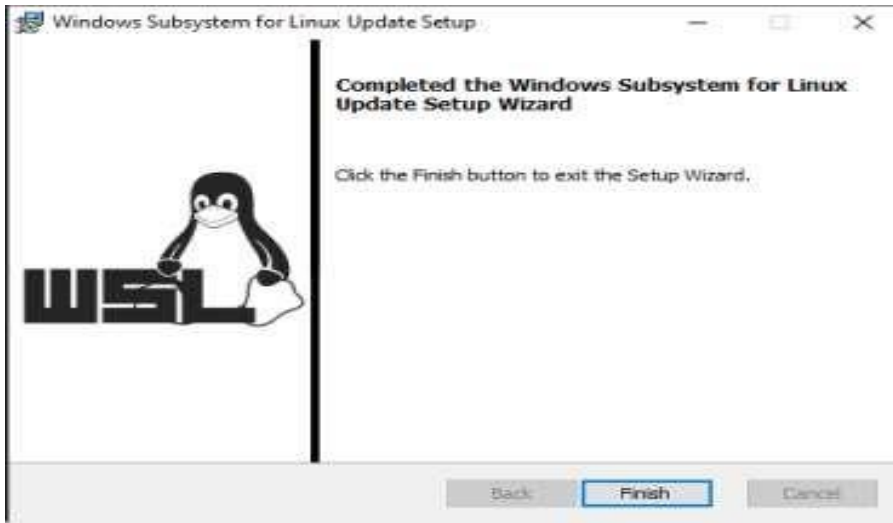 Windows Subsystem for Linux Update Setup
Completed the Windows Subsystem for Linux
Update Setup Wizard
Click the Finish button to exit the Setup Wizard.
WSL
Back Finish Cancel